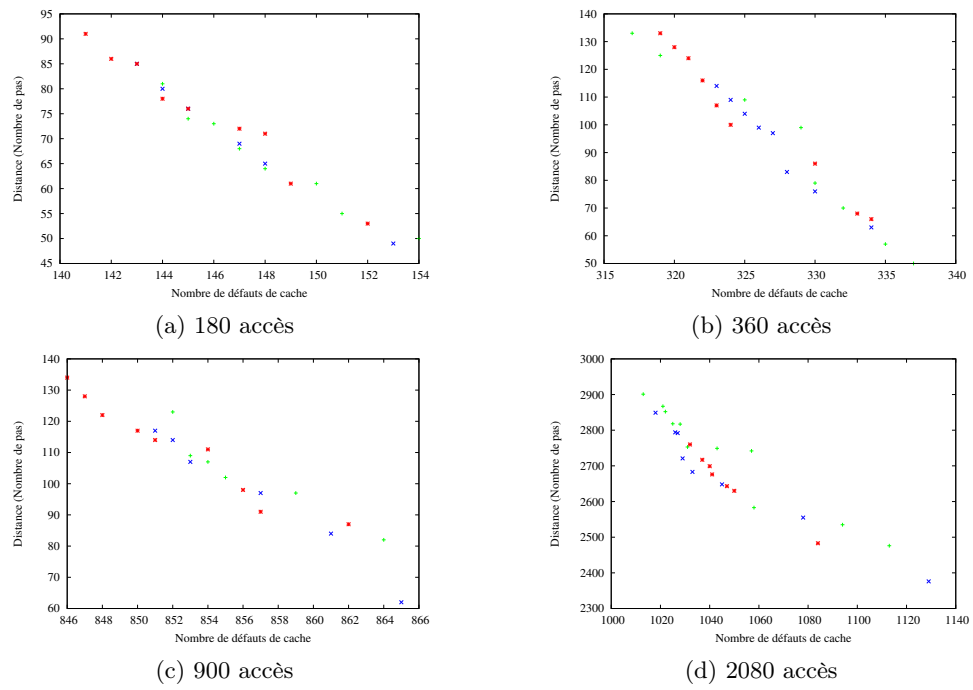 95
90
85
80
75
70
65
60
55
50
45
Distance (Nombre de pas)
140 142 144 146 148 150 152 154
Nombre de défauts de cache
(a) 180 accès
140
130
120
110
100
90
80
70
60
50
Distance (Nombre de pas)
315 320 325 330 335 340
Nombre de défauts de cache
(b) 360 accès
140
130
120
110
100
90
80
70
60
Distance (Nombre de pas)
846 848 850 852 854 856 858 860 862 864 866
Nombre de défauts de cache
(c) 900 accès
3000
2900
2800
2700
2600
2500
2400
2300
Distance (Nombre de pas)
1000 1020 1040 1060 1080 1100 1120 1140
Nombre de défauts de cache
(d) 2080 accès